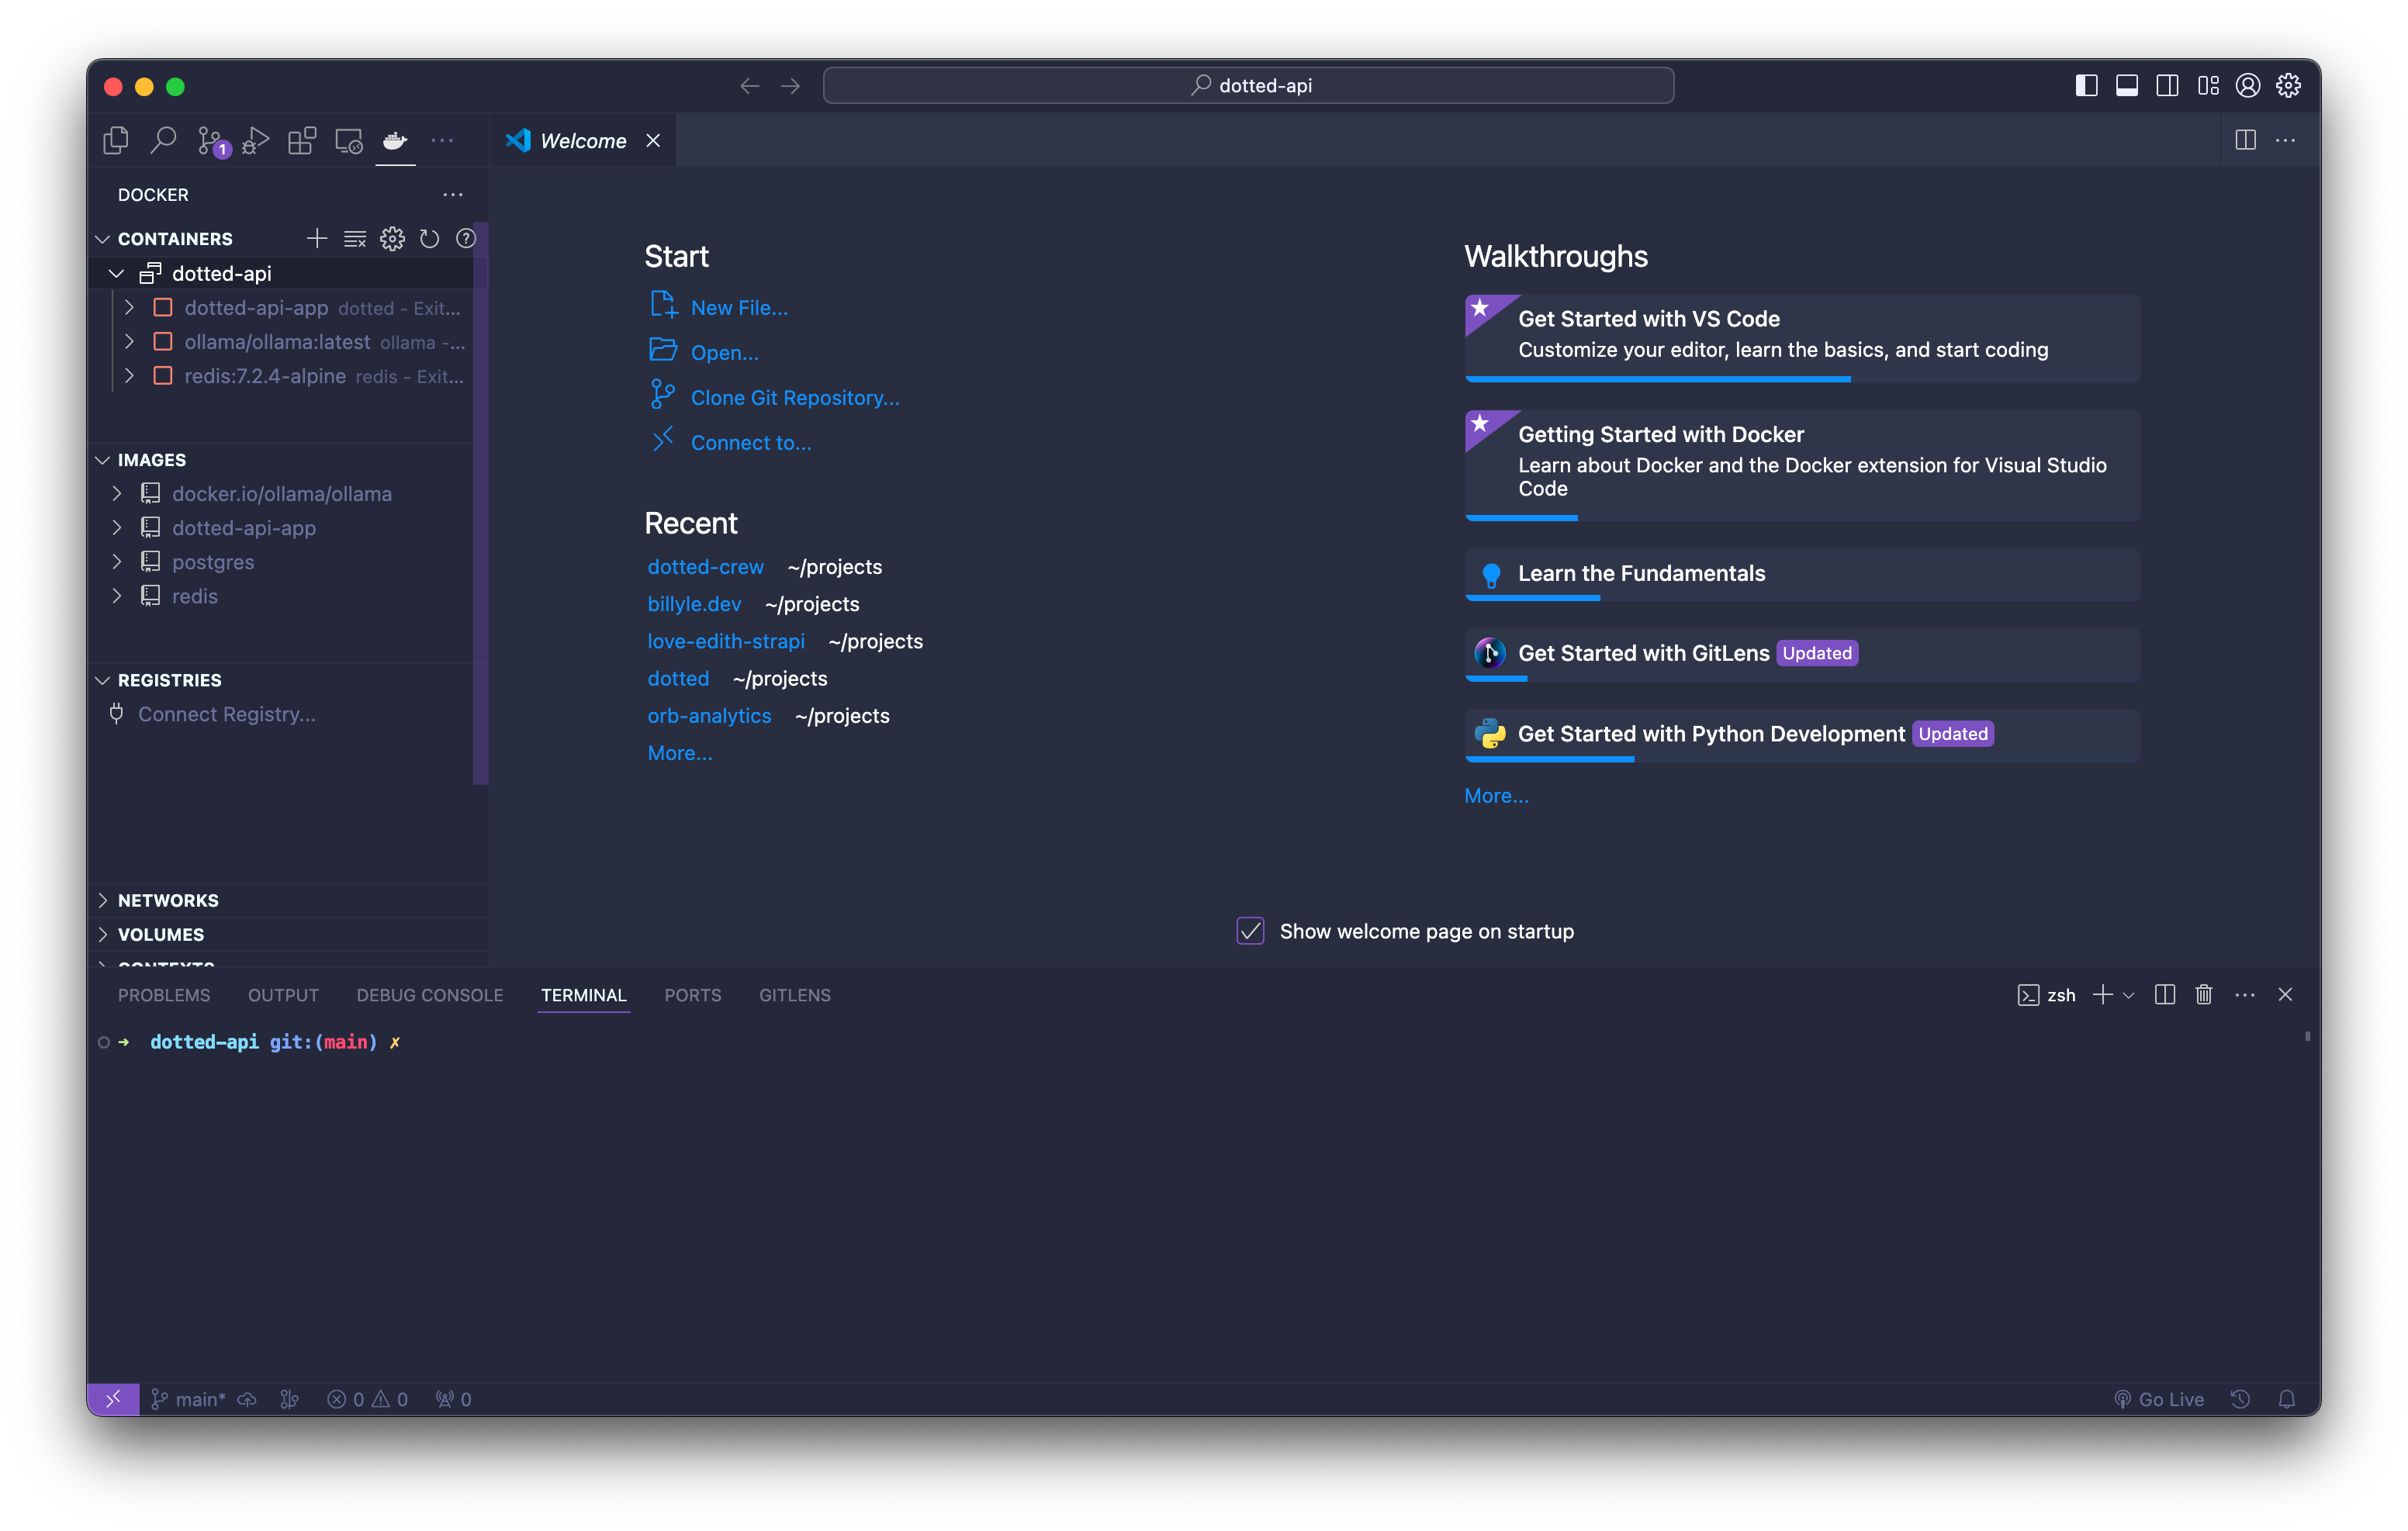 dotted-api
1
Welcome
DOCKER
CONTAINERS
dotted-api
dotted-api-app dotted - Exit...
ollama/ollama:latest ollama -...
redis:7.2.4-alpine redis - Exit...
IMAGES
docker.io/ollama/ollama
dotted-api-app
postgres
redis
REGISTRIES
Connect Registry...
NETWORKS
VOLUMES
CONTEXTS
Start
New File...
Open...
Clone Git Repository...
Connect to...
Recent
dotted-crew ~/projects
billyle.dev ~/projects
love-edith-strapi ~/projects
dotted ~/projects
orb-analytics ~/projects
More...
Walkthroughs
Get Started with VS Code
Customize your editor, learn the basics, and start coding
Getting Started with Docker
Learn about Docker and the Docker extension for Visual Studio
Code
Learn the Fundamentals
Get Started with GitLens Updated
Get Started with Python Development Updated
More...
Show welcome page on startup
PROBLEMS OUTPUT DEBUG CONSOLE TERMINAL PORTS GITLENS
zsh
➜ dotted-api git:(main) ✗
main* 0 0 0
Go Live